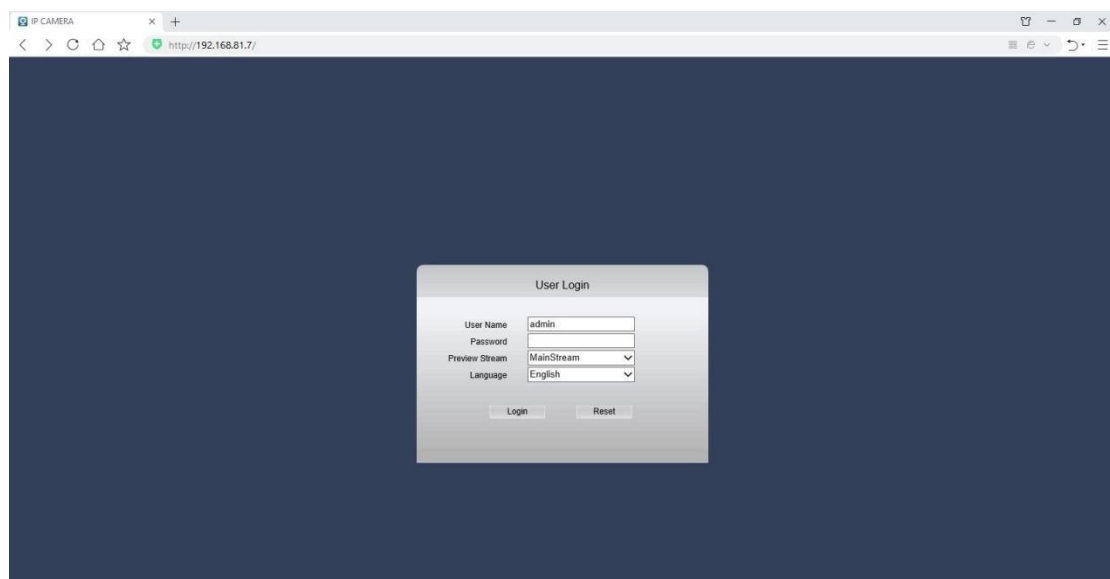 IP CAMERA
http://192.168.81.7/
User Login
User Name admin
Password
Preview Stream MainStream
Language English
Login Reset